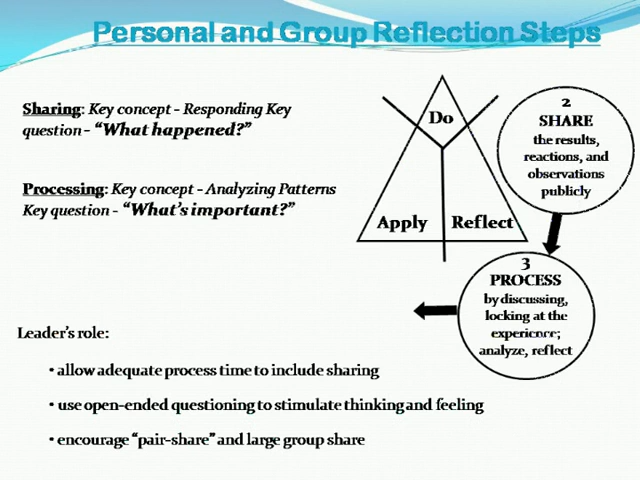 Personal and Group Reflection Steps
Sharing: Key concept - Responding Key
question - “What happened?”
Processing: Key concept - Analyzing Patterns
Key question - “What’s important?”
Do
Apply
Reflect
2
SHARE
the results,
reactions, and
observations
publicly
3
PROCESS
by discussing,
locking at the
experience;
analyze, reflect
Leader’s role:
• allow adequate process time to include sharing
• use open-ended questioning to stimulate thinking and feeling
• encourage “pair-share” and large group share